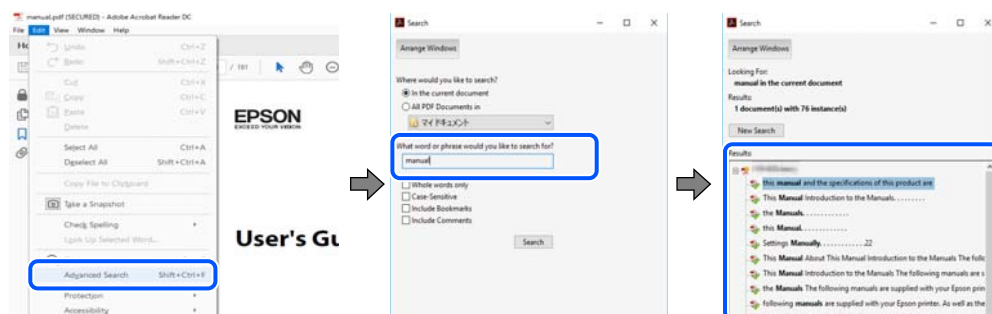 manual.pdf (SECURED) - Adobe Acrobat Reader DC
File Edit View Window Help
Undo Ctrl+Z
Redo Shift+Ctrl+Z
Cut Ctrl+X
Copy Ctrl+C
Paste Ctrl+V
Delete
Select All Ctrl+A
Deselect All Shift+Ctrl+A
Copy File to Clipboard
Take a Snapshot
Check Spelling
Look Up Selected Word...
Advanced Search Shift+Ctrl+F
Protection
Accessibility
/ 181
EPSON
EXCEED YOUR VISION
User's Gu
Search
Arrange Windows
Where would you like to search?
In the current document
All PDF Documents in
マイ ドキュメント
What word or phrase would you like to search for?
manual
Whole words only
Case-Sensitive
Include Bookmarks
Include Comments
Search
Search
Arrange Windows
Looking For:
manual in the current document
Results:
1 document(s) with 76 instance(s)
New Search
Results:
this manual and the specifications of this product are
This Manual Introduction to the Manuals. . . . . . . . .
the Manuals. . . . . . . . . . . .
this Manual. . . . . . . . . . . .
Settings Manually. . . . . . . . . . . .22
This Manual About This Manual Introduction to the Manuals The follo
This Manual Introduction to the Manuals The following manuals are s
the Manuals The following manuals are supplied with your Epson prin
following manuals are supplied with your Epson printer. As well as the